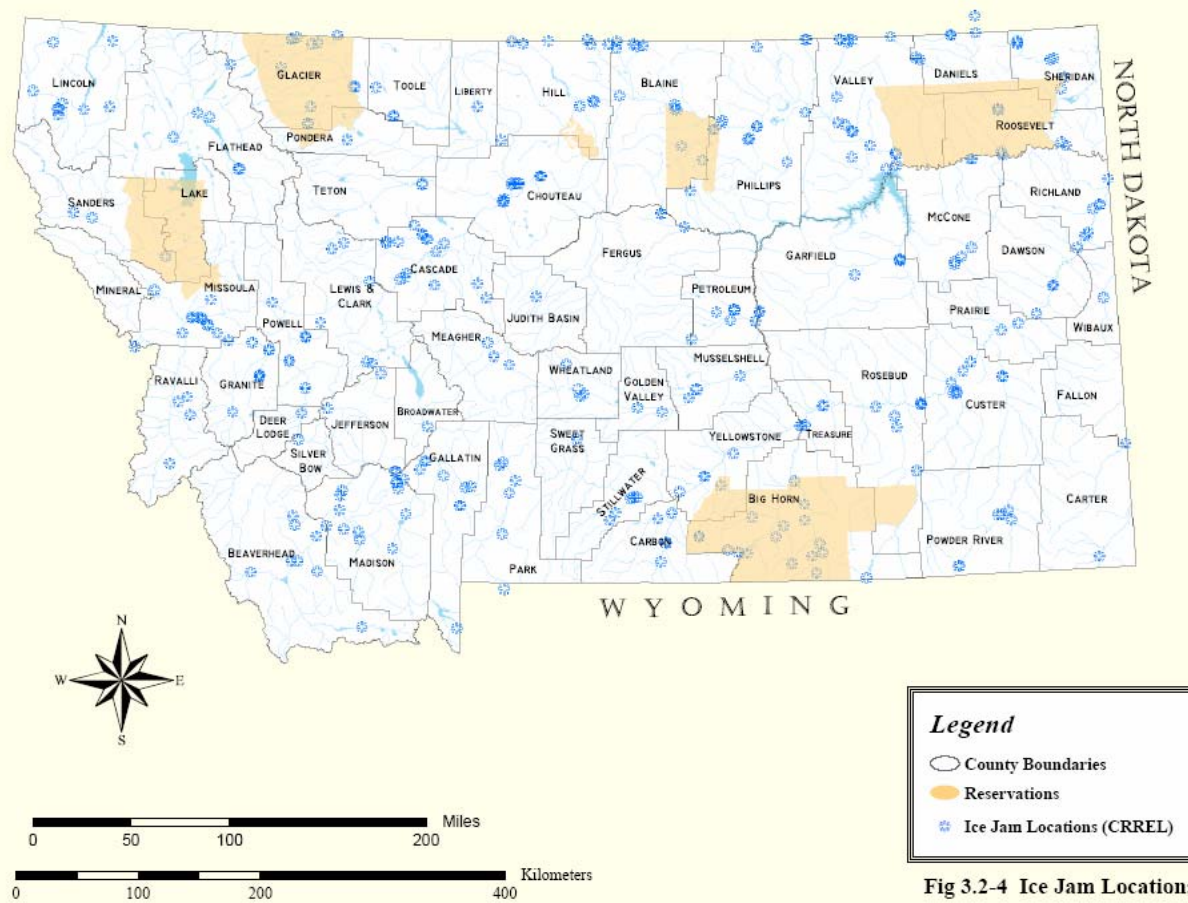 LINCOLN
GLACIER
TOOLE
LIBERTY
HILL
BLAINE
VALLEY
DANIELS
SHERIDAN
NORTH DAKOTA
ROOSEVELT
PONDERA
FLATHEAD
PHILLIPS
RICHLAND
LAKE
TETON
CHOUTEAU
SANDERS
MCCONE
FERGUS
GARFIELD
DAWSON
CASCADE
MINERAL
MISSOULA
LEWIS &
CLARK
PETROLEUM
PRAIRIE
POWELL
JUDITH BASIN
WIBAUX
MEAGHER
MUSSELSHELL
WHEATLAND
ROSEBUD
RAVALLI
GRANITE
GOLDEN
VALLEY
FALLON
CUSTER
BROADWATER
DEER
LODGE
JEFFERSON
SWEET
GRASS
YELLOWSTONE
TREASURE
SILVER
BOW
GALLATIN
STILLWATER
BIG HORN
CARTER
CARBON
POWDER RIVER
BEAVERHEAD
MADISON
PARK
WYOMING
N
W
E
S
Legend
County Boundaries
Reservations
Ice Jam Locations (CRREL)
Miles
0 50 100 200
Kilometers
0 100 200 400
Fig 3.2-4 Ice Jam Location